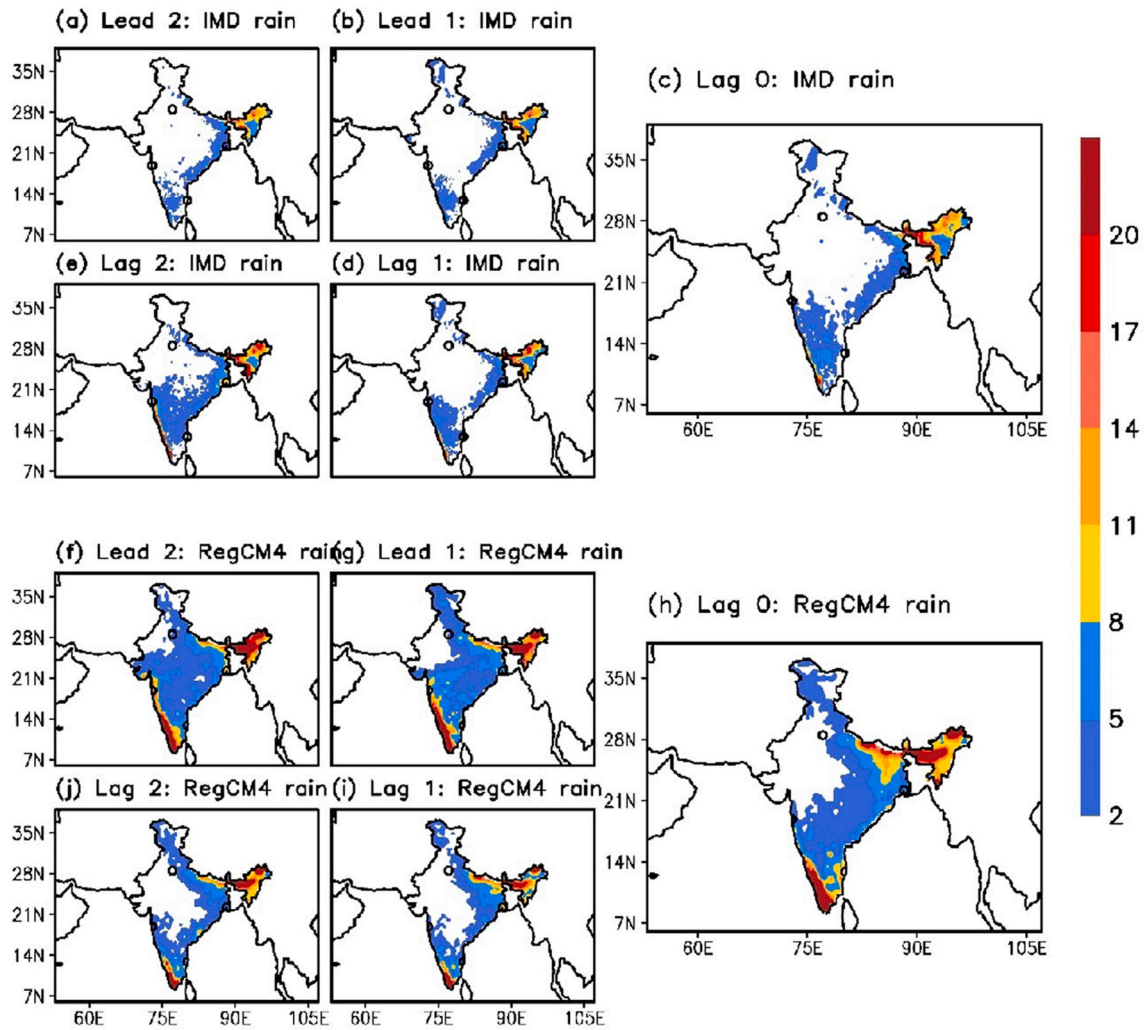 (a) Lead 2: IMD rain
(b) Lead 1: IMD rain
35N
28N
21N
14N
7N
(c) Lag 0: IMD rain
35N
28N
21N
14N
7N
60E 75E 90E 105E
(e) Lag 2: IMD rain
(d) Lag 1: IMD rain
35N
28N
21N
14N
7N
20
17
14
11
8
5
2
(f) Lead 2: RegCM4 rain
(g) Lead 1: RegCM4 rain
35N
28N
21N
14N
7N
(h) Lag 0: RegCM4 rain
35N
28N
21N
14N
7N
60E 75E 90E 105E
(j) Lag 2: RegCM4 rain
(i) Lag 1: RegCM4 rain
35N
28N
21N
14N
7N
60E 75E 90E 105E
60E 75E 90E 105E